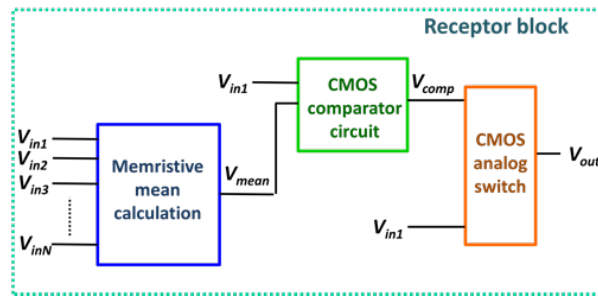 Receptor block
Vin1
CMOS
comparator
circuit
Vcomp
Vin1
Vin2
Vin3
VinN
Memristive
mean
calculation
Vmean
CMOS
analog
switch
Vin1
Vout